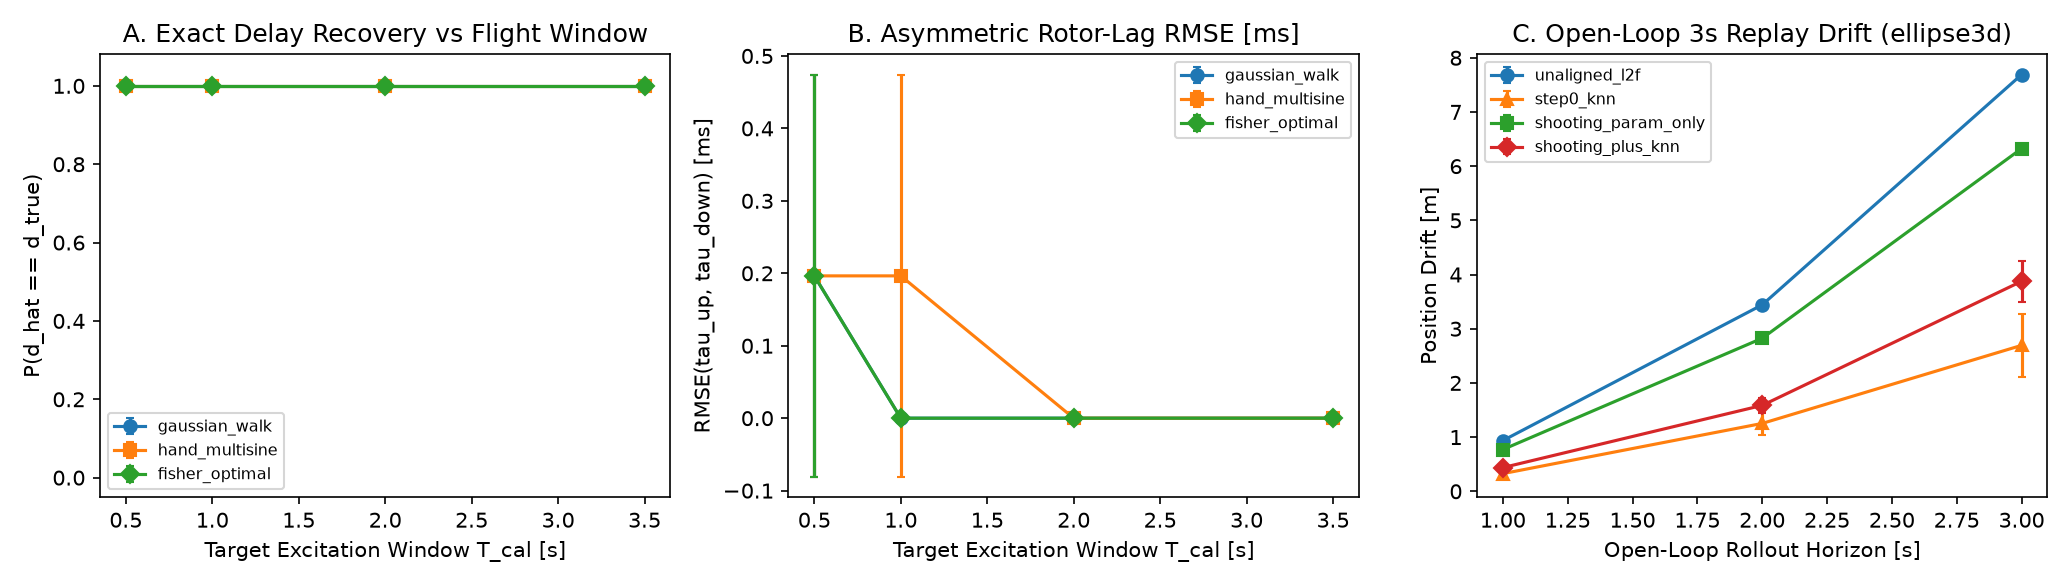 A. Exact Delay Recovery vs Flight Window
P(d_hat == d_true)
1.0
0.8
0.6
0.4
0.2
0.0
gaussian_walk
hand_multisine
fisher_optimal
0.5 1.0 1.5 2.0 2.5 3.0 3.5
Target Excitation Window T_cal [s]
B. Asymmetric Rotor-Lag RMSE [ms]
RMSE(tau_up, tau_down) [ms]
0.5
0.4
0.3
0.2
0.1
0.0
−0.1
gaussian_walk
hand_multisine
fisher_optimal
0.5 1.0 1.5 2.0 2.5 3.0 3.5
Target Excitation Window T_cal [s]
C. Open-Loop 3s Replay Drift (ellipse3d)
Position Drift [m]
8
7
6
5
4
3
2
1
0
unaligned_l2f
step0_knn
shooting_param_only
shooting_plus_knn
1.00 1.25 1.50 1.75 2.00 2.25 2.50 2.75 3.00
Open-Loop Rollout Horizon [s]